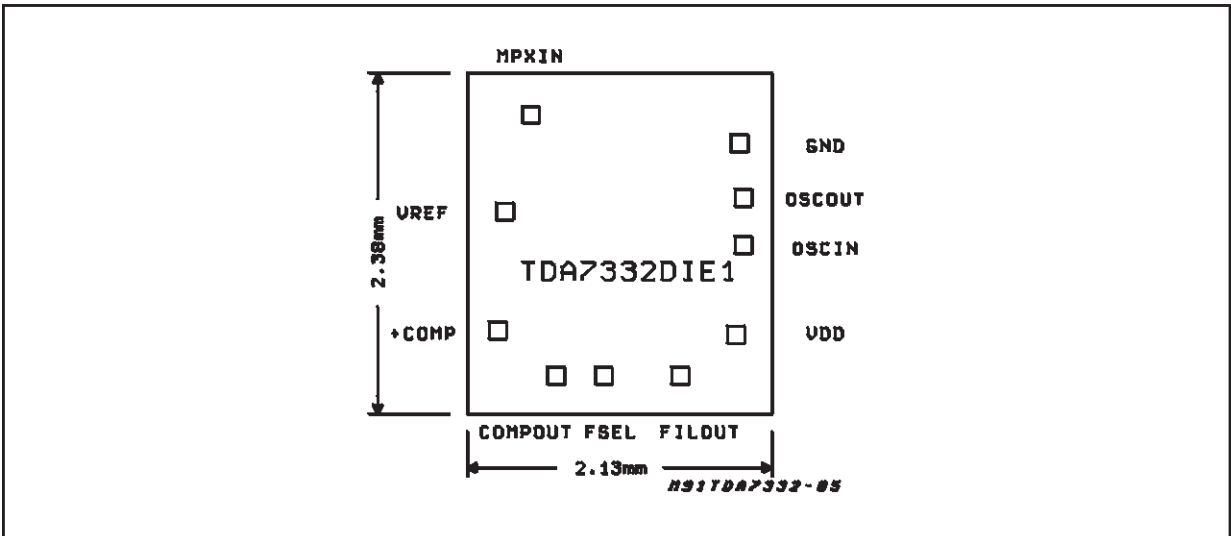 MPXIN
GND
OSCOUT
VREF
OSCIN
2.38mm
TDA7332DIE1
+COMP
VDD
COMPOUT FSEL FILOUT
2.13mm
M91TDA7332-05